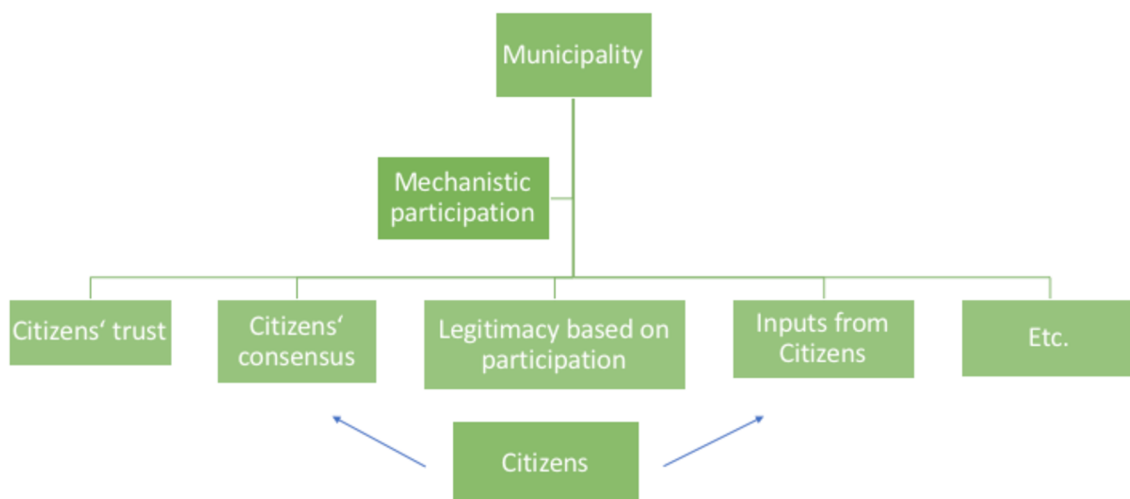 Municipality
Mechanistic
participation
Citizens‘ trust
Citizens‘
consensus
Legitimacy based on
participation
Inputs from
Citizens
Etc.
Citizens